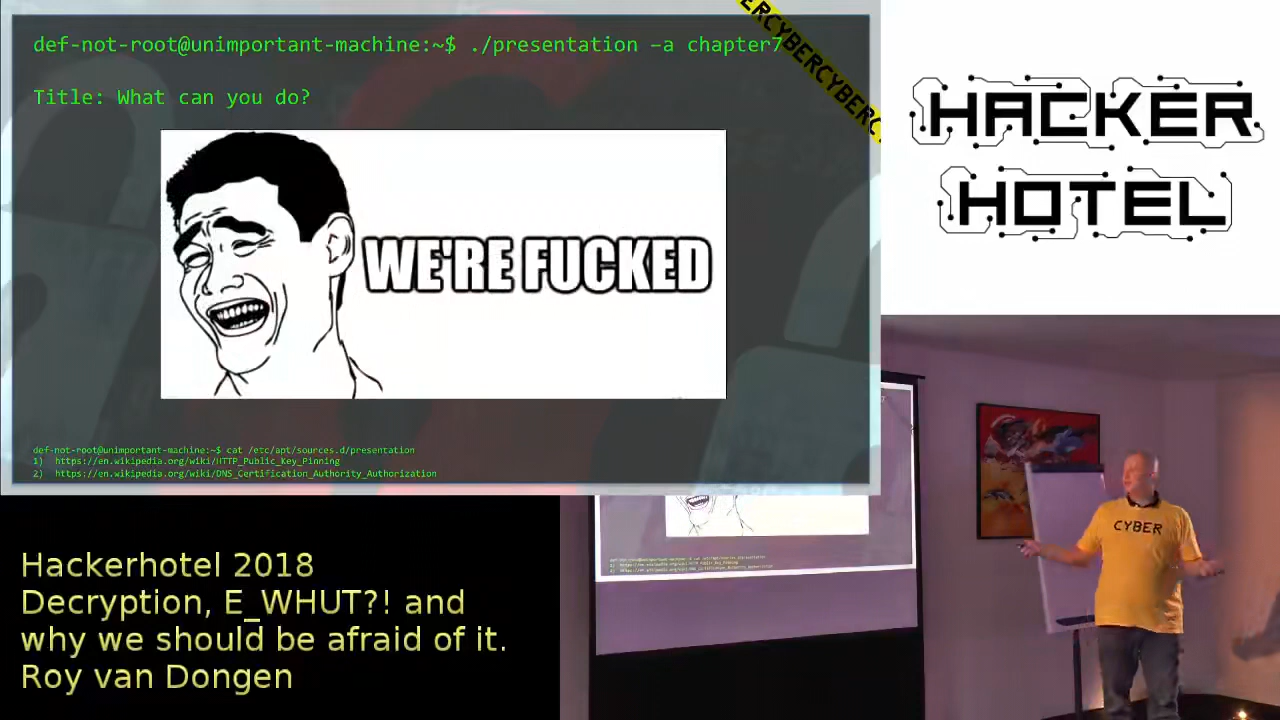 def-not-root@unimportant-machine:~$ ./presentation –a chapter7
CYBERCYBERCYBER
Title: What can you do?
WE'RE FUCKED
def-not-root@unimportant-machine:~$ cat /etc/apt/sources.d/presentation
1) https://en.wikipedia.org/wiki/HTTP_Public_Key_Pinning
2) https://en.wikipedia.org/wiki/DNS_Certification_Authority_Authorization
HACKER
HOTEL
CYBER
Hackerhotel 2018
Decryption, E_WHUT?! and
why we should be afraid of it.
Roy van Dongen